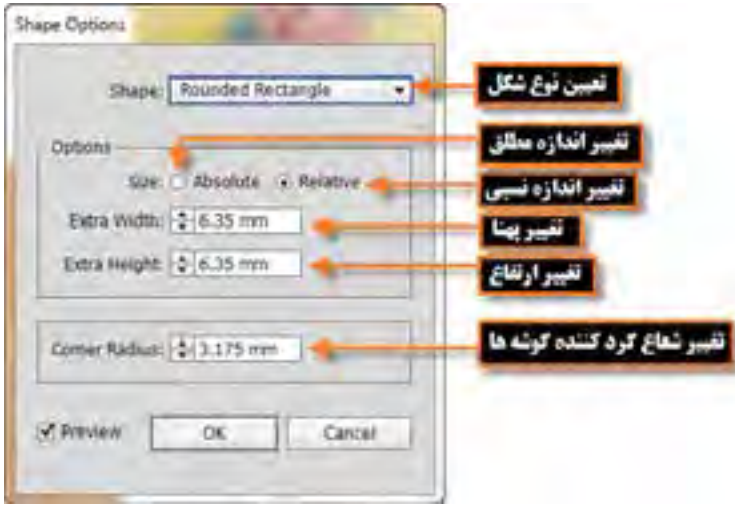 Shape Options
Shape: Rounded Rectangle
تعیین نوع شکل
Options
تغییر اندازه مطلق
Size: Absolute Relative
تغییر اندازه نسبی
Extra Width: 6.35 mm
تغییر پهنا
Extra Height: 6.35 mm
تغییر ارتفاع
Corner Radius: 3.175 mm
تغییر شعاع گرد کننده گوشه ها
Preview OK Cancel